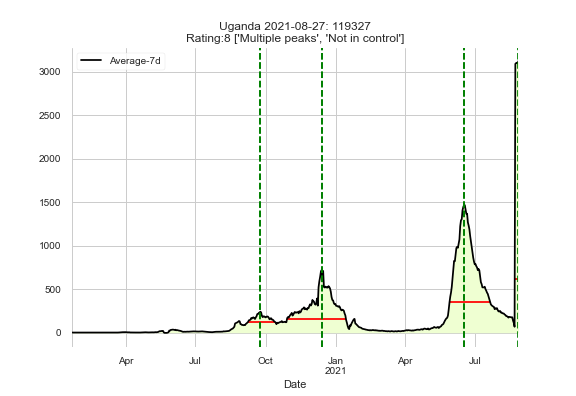 Uganda 2021-08-27: 119327
Rating:8 ['Multiple peaks', 'Not in control']
Average-7d
3000
2500
2000
1500
1000
500
0
Apr Jul Oct Jan Apr Jul
2021
Date